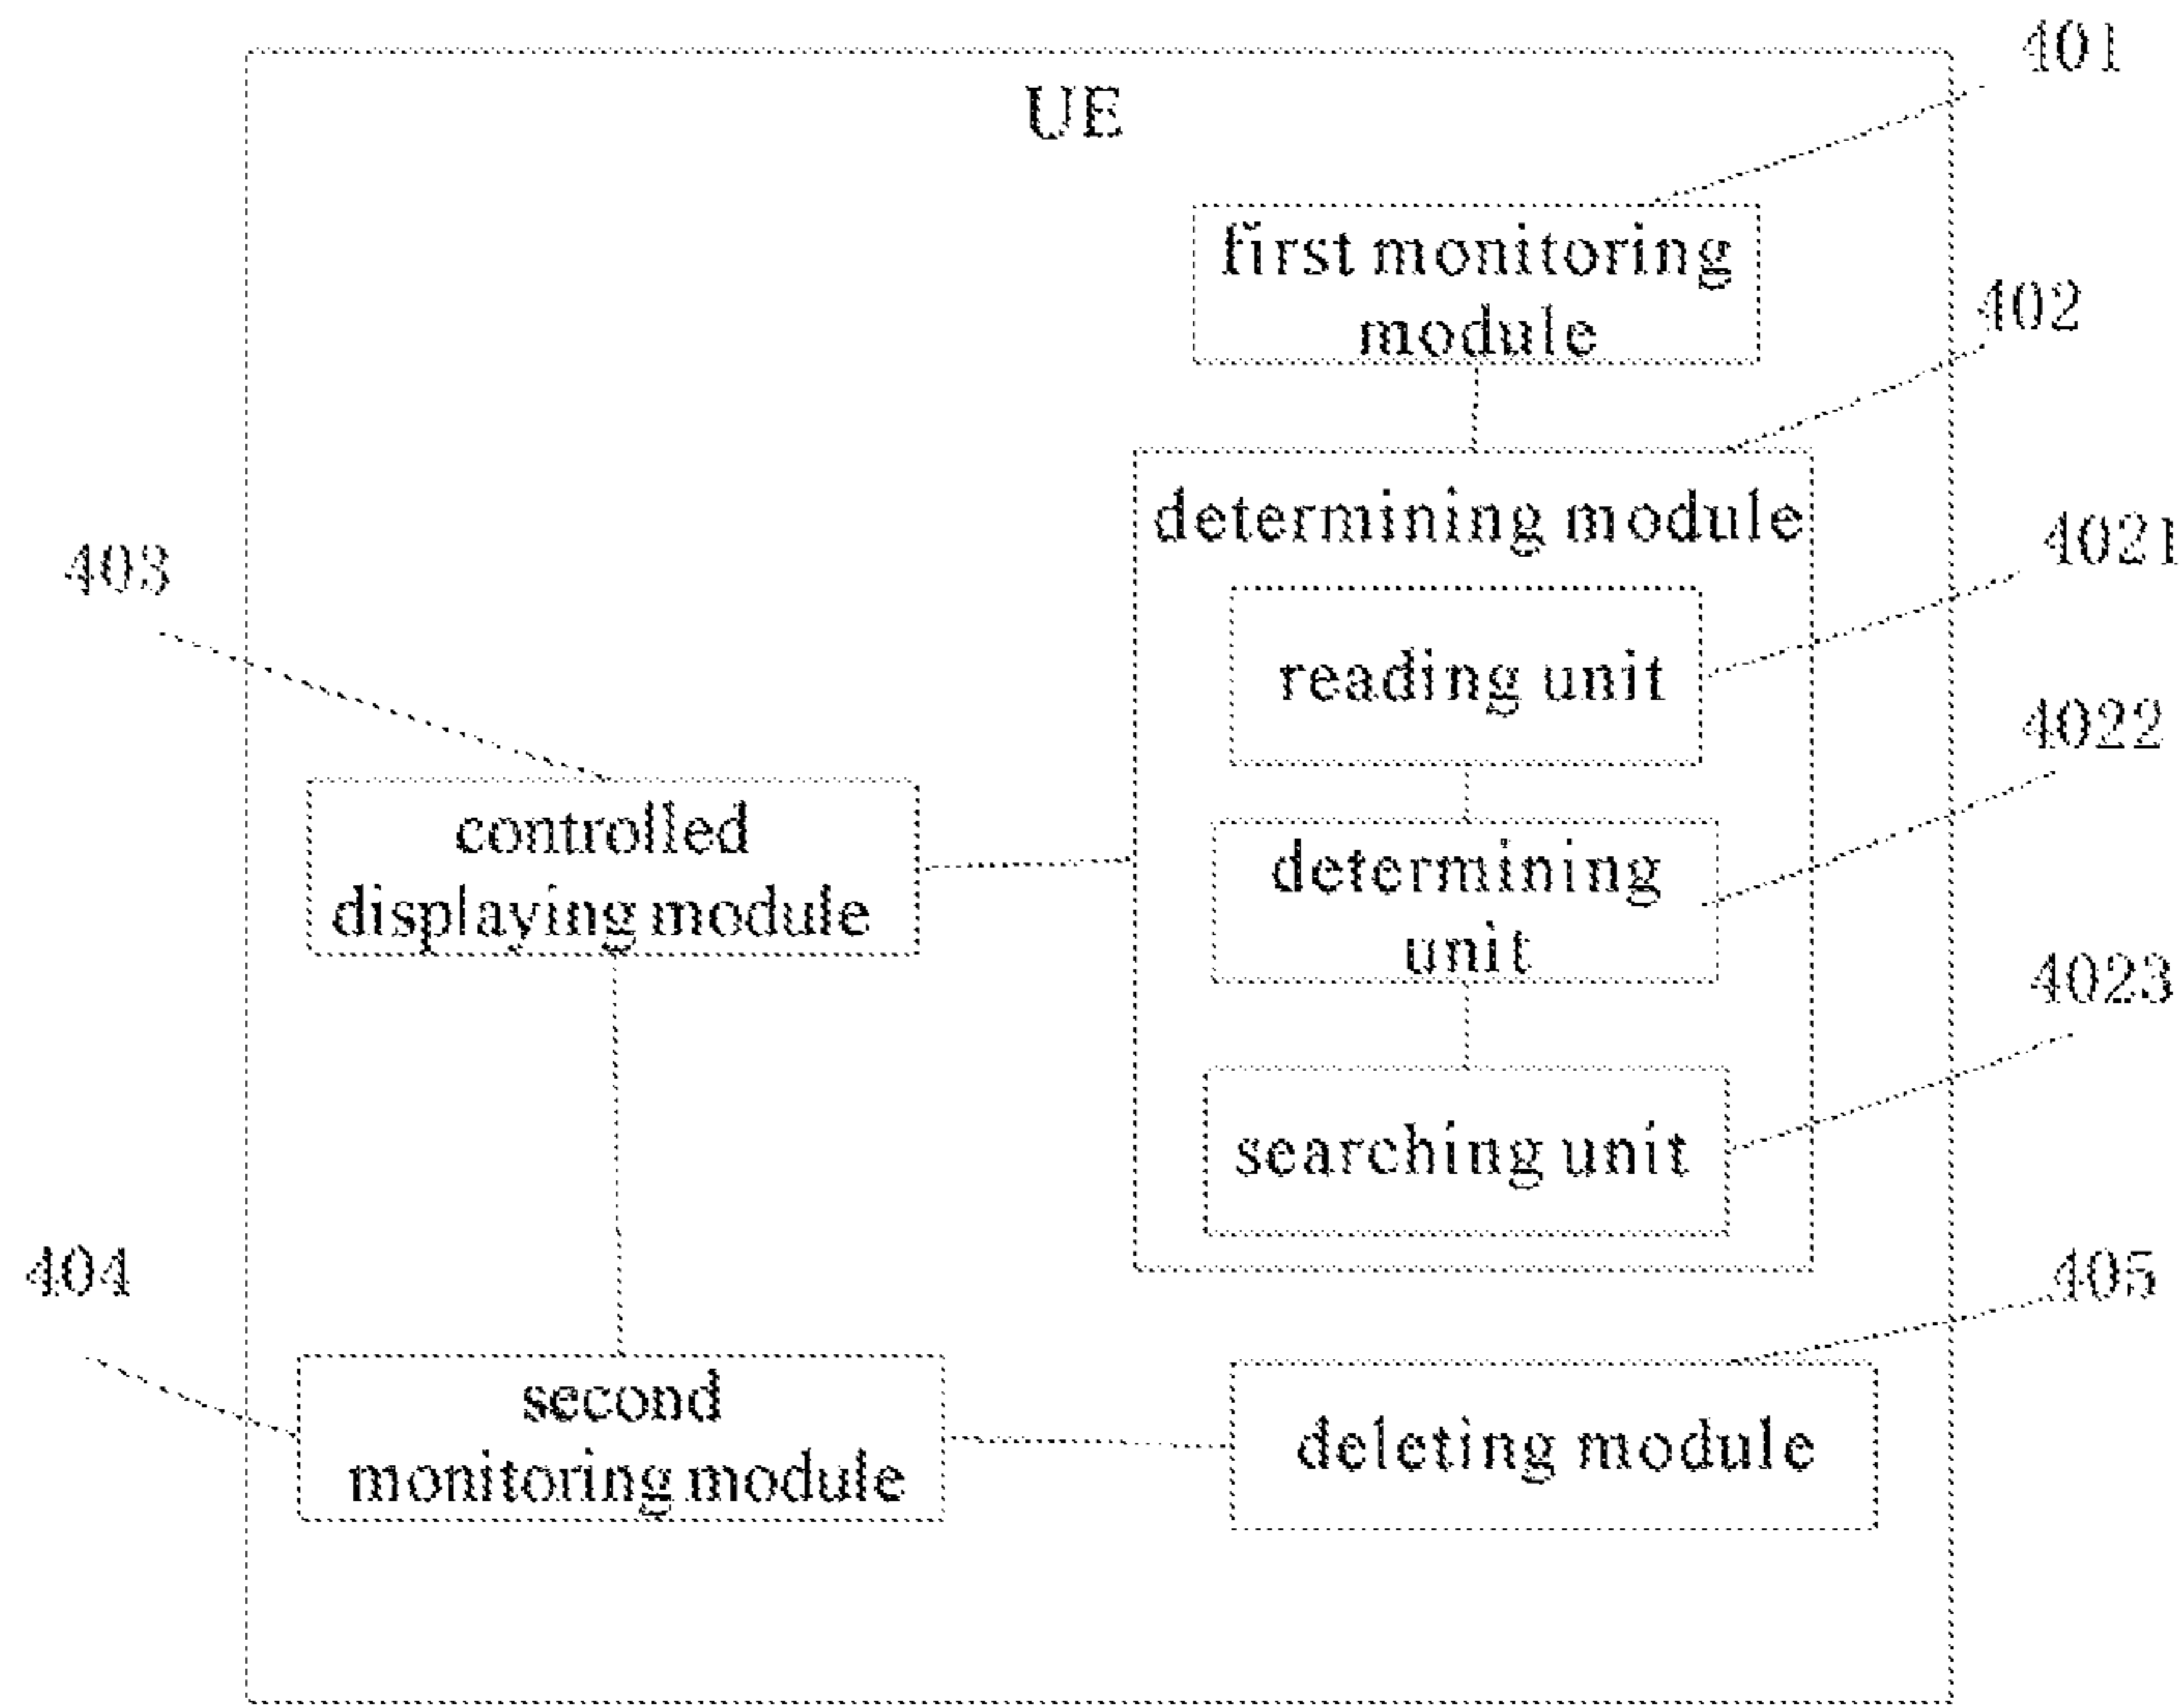 401
UE
first monitoring
module
402
determining module
4021
403
reading unit
4022
controlled
displaying module
determining
unit
4023
searching unit
404
405
second
monitoring module
deleting module